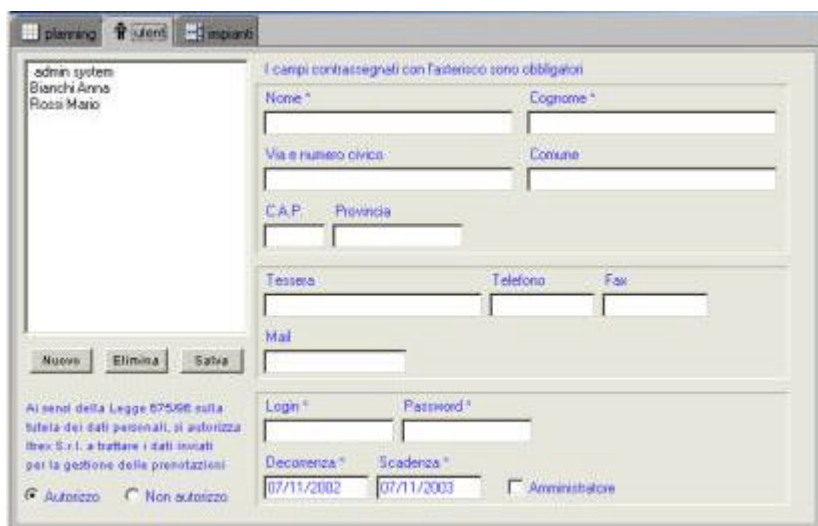 planning utenti impianti
admin system
Bianchi Anna
Rossi Mario
Nuovo Elimina Salva
Ai sensi della Legge 675/96 sulla
tutela dei dati personali, si autorizza
Itrex S.r.l. a trattare i dati inviati
per la gestione delle prenotazioni
Autorizzo Non autorizzo
I campi contrassegnati con l'asterisco sono obbligatori
Nome * Cognome *
Via e numero civico Comune
C.A.P. Provincia
Tessera Telefono Fax
Mail
Login * Password *
Decorrenza * Scadenza *
07/11/2002 07/11/2003 Amministratore